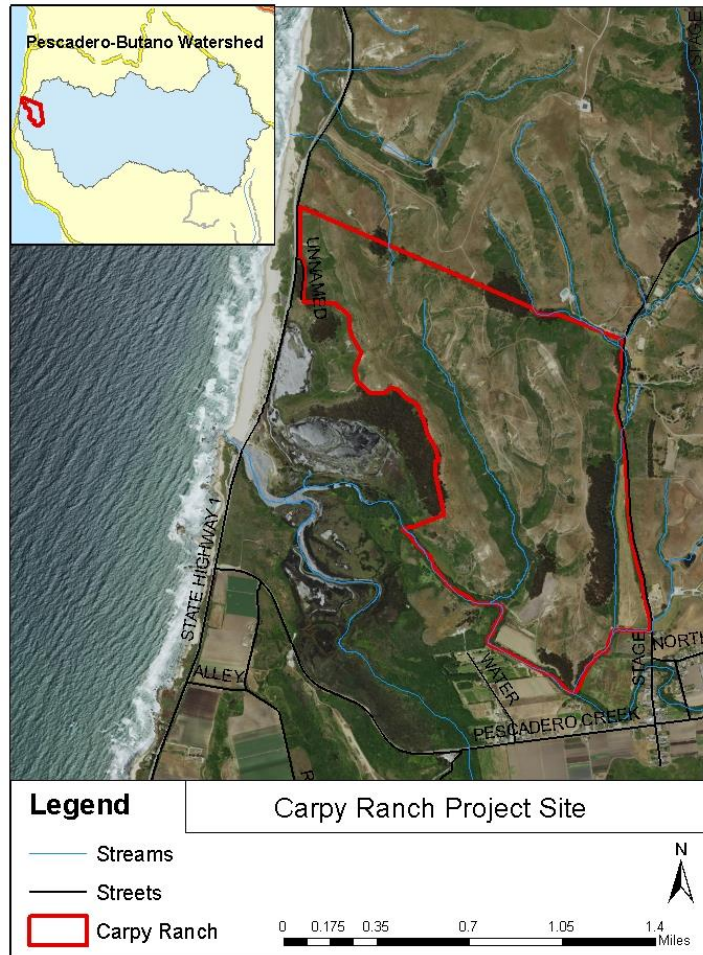 Pescadero-Butano Watershed
STAGE
UNNAMED
STATE HIGHWAY 1
ALLEY
WATER
STAGE
NORTH
PESCADERO CREEK
R
Legend
Carpy Ranch Project Site
Streams
Streets
Carpy Ranch
N
0 0.175 0.35 0.7 1.05 1.4
Miles